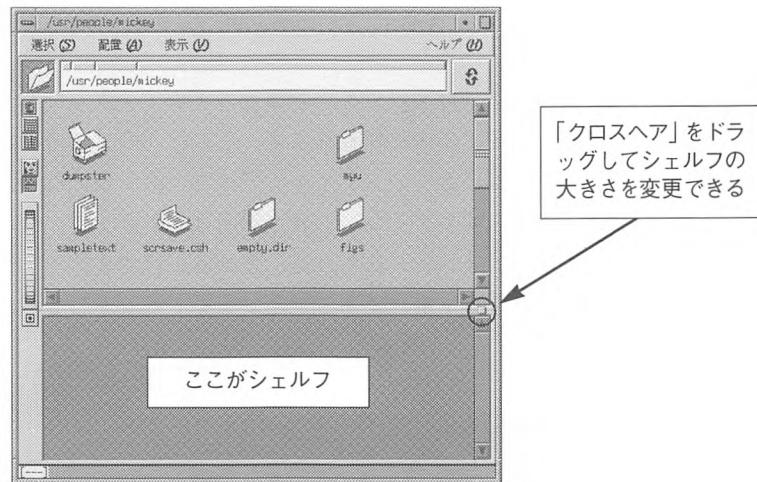 /usr/people/mickey
選択 (S) 配置 (A) 表示 (V) ヘルプ (H)
/usr/people/mickey
dumpster
myu
sampletext
scrsave.csh
empty.dir
figs
「クロスヘア」をドラ
ッグしてシェルフの
大きさを変更できる
ここがシェルフ